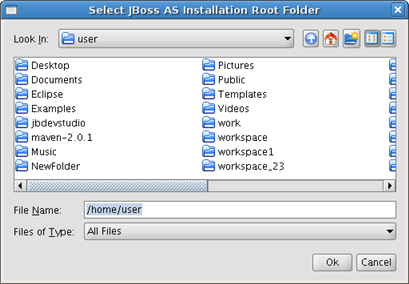 Select JBoss AS Installation Root Folder
Look In: user
Desktop
Documents
Eclipse
Examples
jbdevstudio
maven-2.0.1
Music
NewFolder
Pictures
Public
Templates
Videos
work
workspace
workspace1
workspace_23
File Name: /home/user
Files of Type: All Files
Ok Cancel